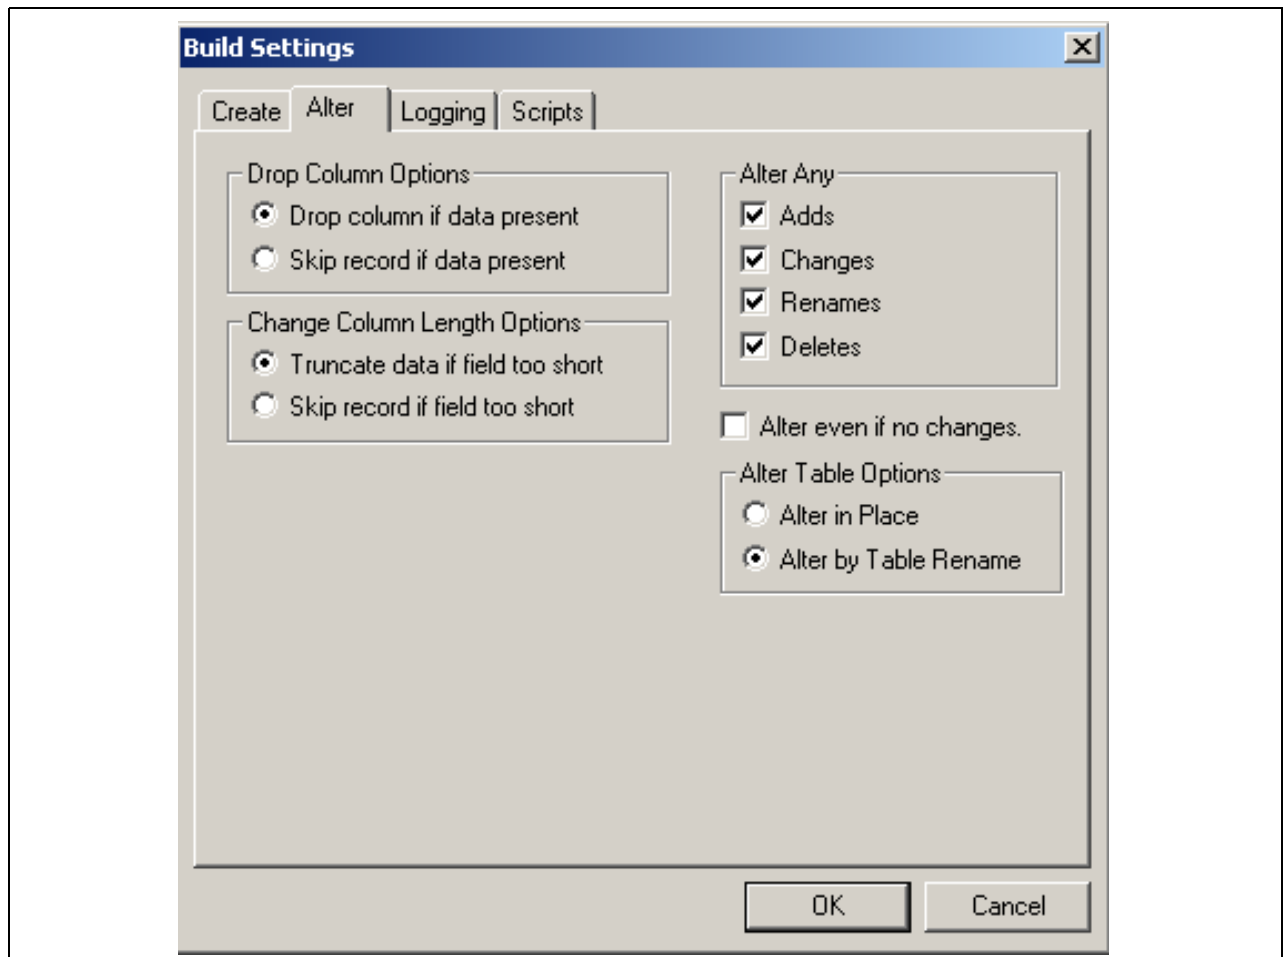 Build Settings
Create Alter Logging Scripts
Drop Column Options
Drop column if data present
Skip record if data present
Change Column Length Options
Truncate data if field too short
Skip record if field too short
Alter Any
Adds
Changes
Renames
Deletes
Alter even if no changes.
Alter Table Options
Alter in Place
Alter by Table Rename
OK Cancel